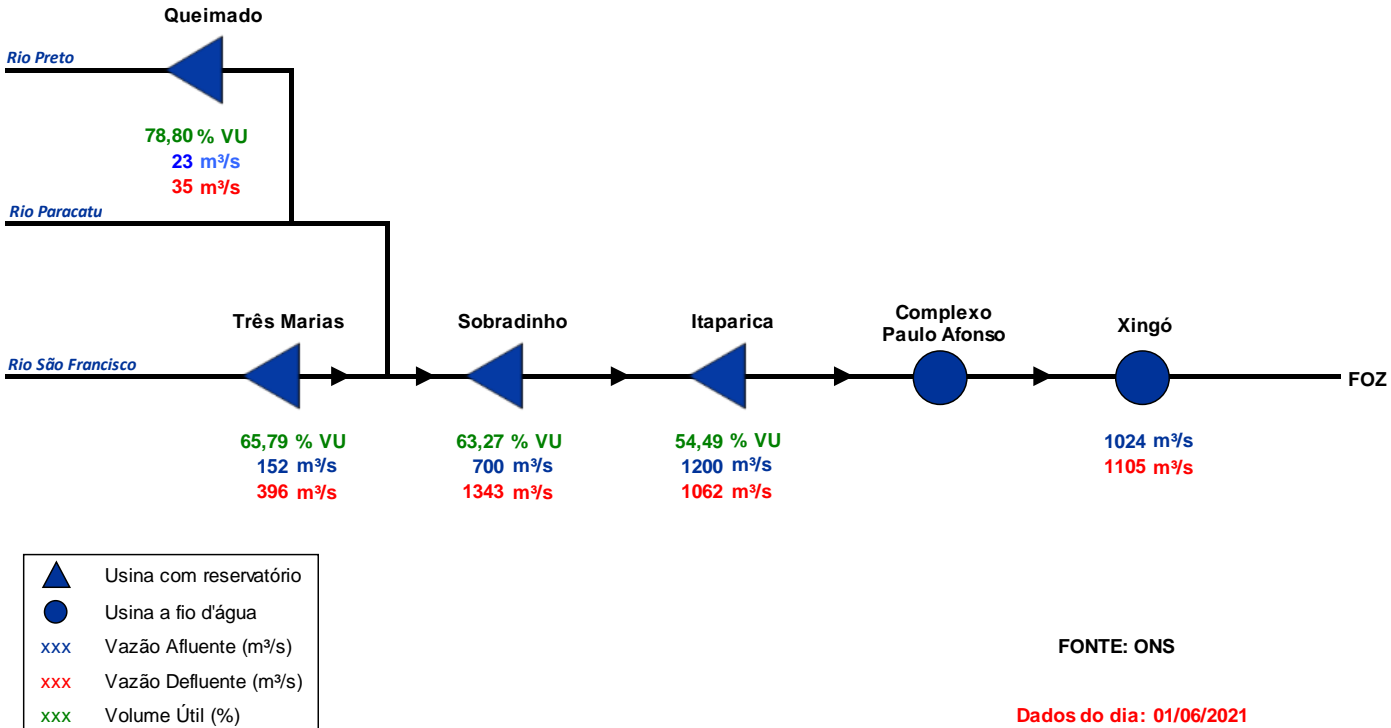 Queimado
Rio Preto
78,80 % VU
23 m³/s
35 m³/s
Rio Paracatu
Três Marias
Sobradinho
Itaparica
Complexo
Paulo Afonso
Xingó
Rio São Francisco
FOZ
65,79 % VU
152 m³/s
396 m³/s
63,27 % VU
700 m³/s
1343 m³/s
54,49 % VU
1200 m³/s
1062 m³/s
1024 m³/s
1105 m³/s
Usina com reservatório
Usina a fio d'água
xxx Vazão Afluente (m³/s)
xxx Vazão Defluente (m³/s)
xxx Volume Útil (%)
FONTE: ONS
Dados do dia: 01/06/2021